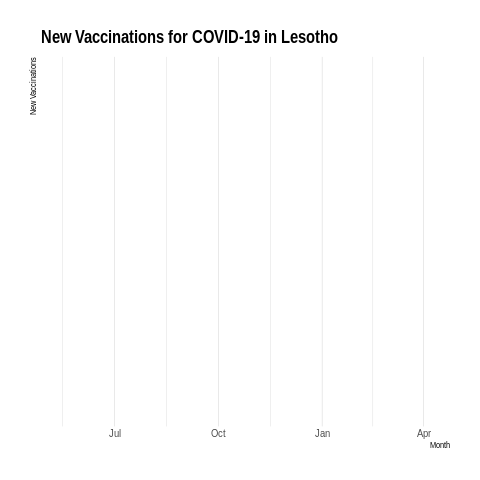 New Vaccinations for COVID-19 in Lesotho
New Vaccinations
Jul Oct Jan Apr
Month